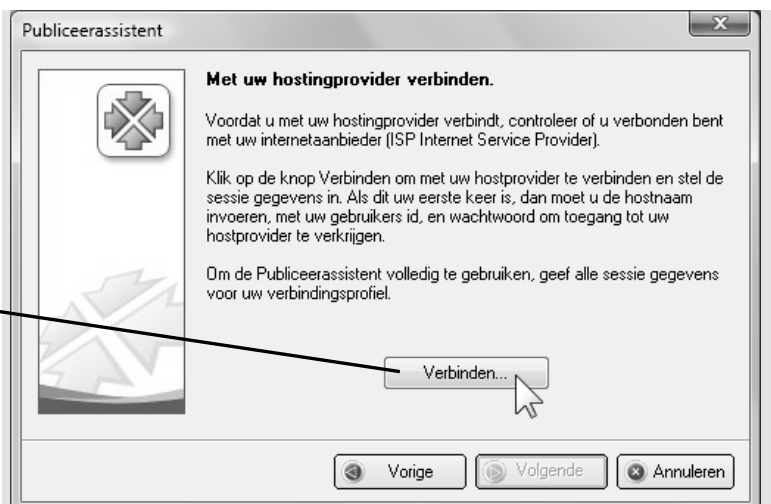 Publiceerassistent
Met uw hostingprovider verbinden.
Voordat u met uw hostingprovider verbindt, controleer of u verbonden bent
met uw internetaanbieder (ISP Internet Service Provider).
Klik op de knop Verbinden om met uw hostprovider te verbinden en stel de
sessie gegevens in. Als dit uw eerste keer is, dan moet u de hostnaam
invoeren, met uw gebruikers id, en wachtwoord om toegang tot uw
hostprovider te verkrijgen.
Om de Publiceerassistent volledig te gebruiken, geef alle sessie gegevens
voor uw verbindingsprofiel.
Verbinden...
Vorige
Volgende
Annuleren